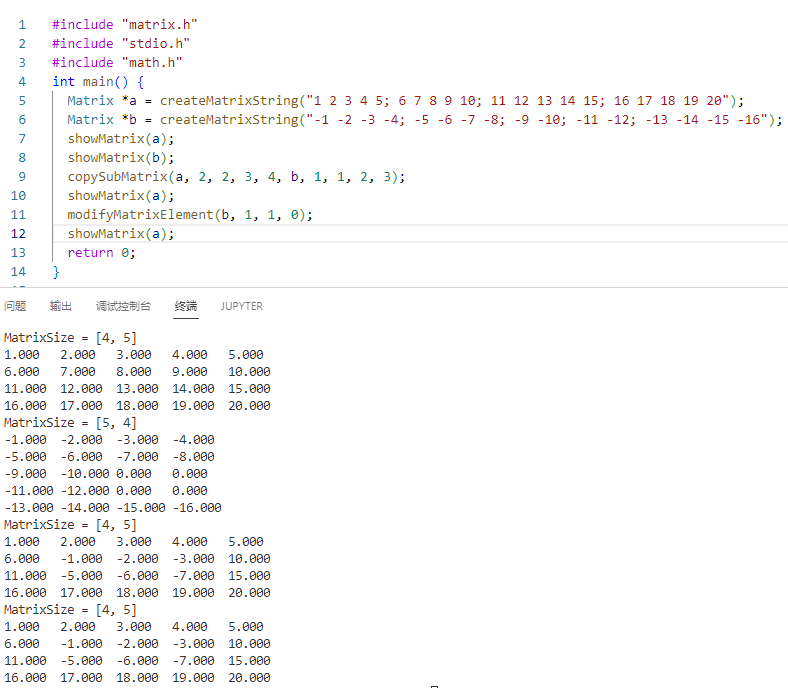 1 #include "matrix.h"
2 #include "stdio.h"
3 #include "math.h"
4 int main() {
5 Matrix *a = createMatrixString("1 2 3 4 5; 6 7 8 9 10; 11 12 13 14 15; 16 17 18 19 20");
6 Matrix *b = createMatrixString("-1 -2 -3 -4; -5 -6 -7 -8; -9 -10; -11 -12; -13 -14 -15 -16");
7 showMatrix(a);
8 showMatrix(b);
9 copySubMatrix(a, 2, 2, 3, 4, b, 1, 1, 2, 3);
10 showMatrix(a);
11 modifyMatrixElement(b, 1, 1, 0);
12 showMatrix(a);
13 return 0;
14 }
问题 输出 调试控制台 终端 JUPYTER
MatrixSize = [4, 5]
1.000 2.000 3.000 4.000 5.000
6.000 7.000 8.000 9.000 10.000
11.000 12.000 13.000 14.000 15.000
16.000 17.000 18.000 19.000 20.000
MatrixSize = [5, 4]
-1.000 -2.000 -3.000 -4.000
-5.000 -6.000 -7.000 -8.000
-9.000 -10.000 0.000 0.000
-11.000 -12.000 0.000 0.000
-13.000 -14.000 -15.000 -16.000
MatrixSize = [4, 5]
1.000 2.000 3.000 4.000 5.000
6.000 -1.000 -2.000 -3.000 10.000
11.000 -5.000 -6.000 -7.000 15.000
16.000 17.000 18.000 19.000 20.000
MatrixSize = [4, 5]
1.000 2.000 3.000 4.000 5.000
6.000 -1.000 -2.000 -3.000 10.000
11.000 -5.000 -6.000 -7.000 15.000
16.000 17.000 18.000 19.000 20.000